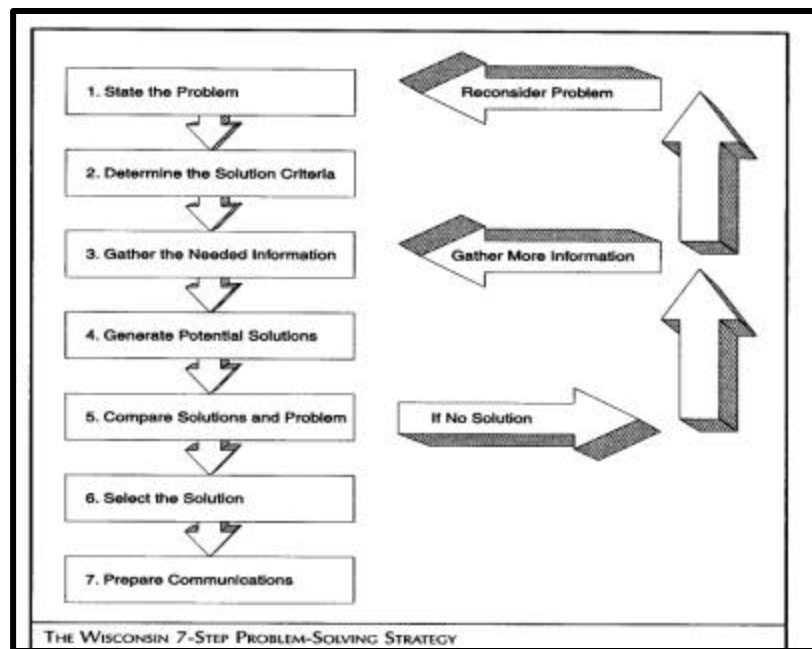 1. State the Problem
Reconsider Problem
2. Determine the Solution Criteria
3. Gather the Needed Information
Gather More Information
4. Generate Potential Solutions
5. Compare Solutions and Problem
If No Solution
6. Select the Solution
7. Prepare Communications
THE WISCONSIN 7-STEP PROBLEM-SOLVING STRATEGY